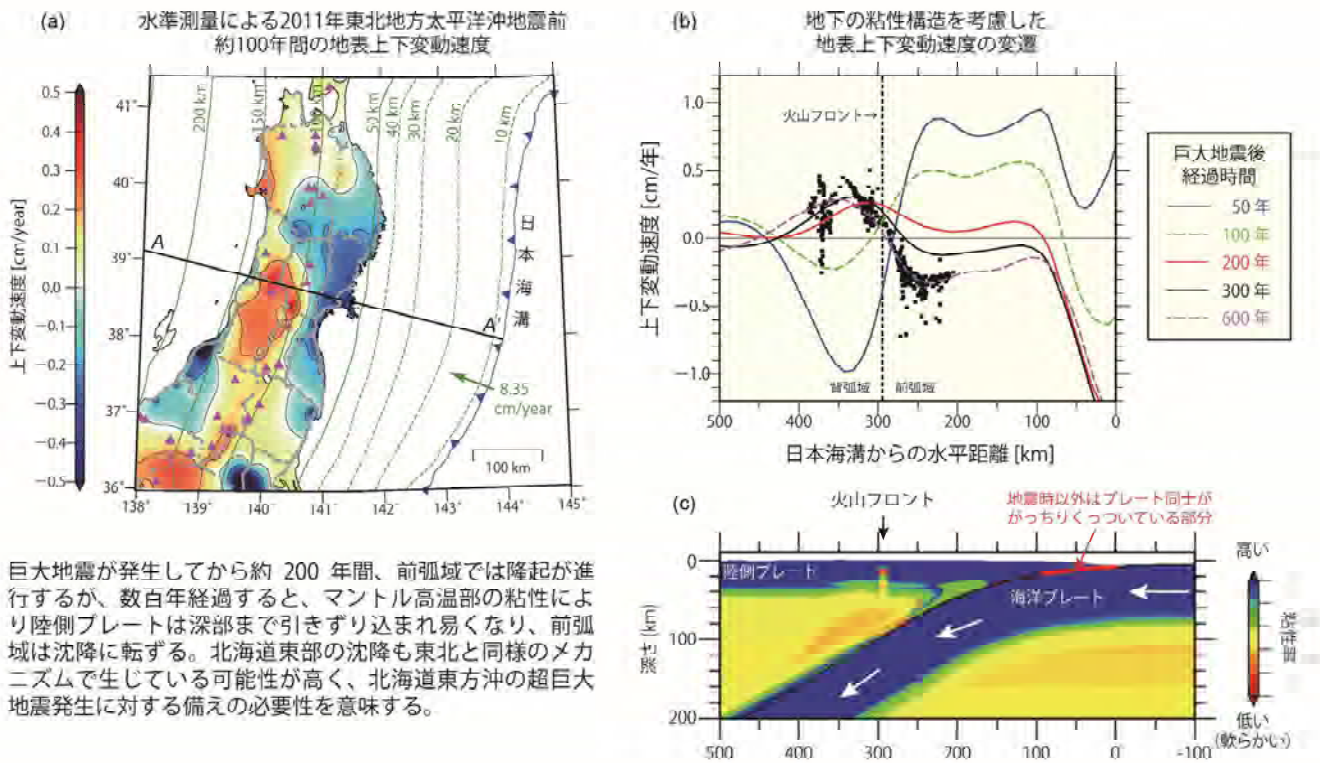 (a) 水準測量による2011年東北地方太平洋沖地震前
約100年間の地表上下変動速度
上下変動速度 [cm/year]
0.5
0.4
0.3
0.2
0.1
0.0
−0.1
−0.2
−0.3
−0.4
−0.5
41°
40°
39°
38°
37°
36°
138°
139°
140°
141°
142°
143°
144°
145°
200 km
150 km
100 km
50 km
40 km
30 km
20 km
10 km
A
A'
日本海溝
8.35
cm/year
100 km
(b) 地下の粘性構造を考慮した
地表上下変動速度の変遷
上下変動速度 [cm/年]
1.0
0.5
0.0
−0.5
−1.0
火山フロント→
背弧域
前弧域
500 400 300 200 100 0
日本海溝からの水平距離 [km]
巨大地震後
経過時間
50 年
100 年
200 年
300 年
600 年
(c)
火山フロント
地震時以外はプレート同士が
がっちりくっついている部分
陸側プレート
海洋プレート
深さ [km]
0
100
200
500 400 300 200 100 0 -100
高い
粘性率
低い
(軟らかい)
巨大地震が発生してから約 200 年間、前弧域では隆起が進
行するが、数百年経過すると、マントル高温部の粘性によ
り陸側プレートは深部まで引きずり込まれ易くなり、前弧
域は沈降に転ずる。北海道東部の沈降も東北と同様のメカ
ニズムで生じている可能性が高く、北海道東方沖の超巨大
地震発生に対する備えの必要性を意味する。